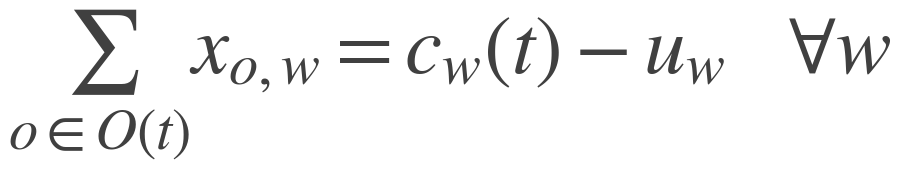 ∑_{o ∈ O(t)} x_{o, w} = c_w(t) − u_w ∀w